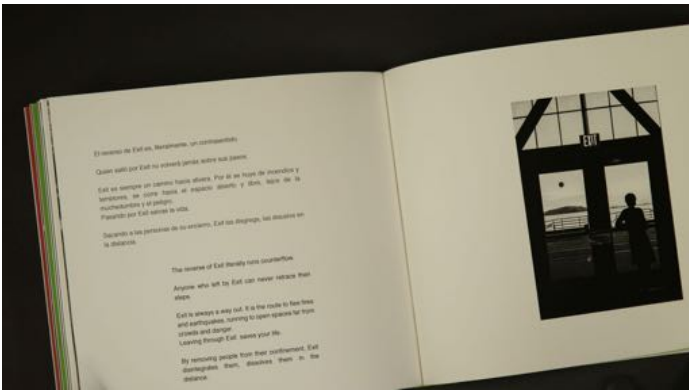 El reverso de Exit es, literalmente, un contrasentido.
Quien salió por Exit no volverá jamás sobre sus pasos.
Exit es siempre un camino hacia afuera. Por él se huye de incendios y
temblores, se corre hacia el espacio abierto y libre, lejos de la
muchedumbre y el peligro.
Pasando por Exit salvas la vida.
Sacando a las personas de su encierro, Exit las disgrega, las disuelve en
la distancia.
The reverse of Exit literally runs counterflow.
Anyone who left by Exit can never retrace their
steps.
Exit is always a way out. It is the route to flee fires
and earthquakes, running to open spaces far from
crowds and danger.
Leaving through Exit saves your life.
By removing people from their confinement, Exit
disintegrates them, dissolves them in the
distance.
EXIT